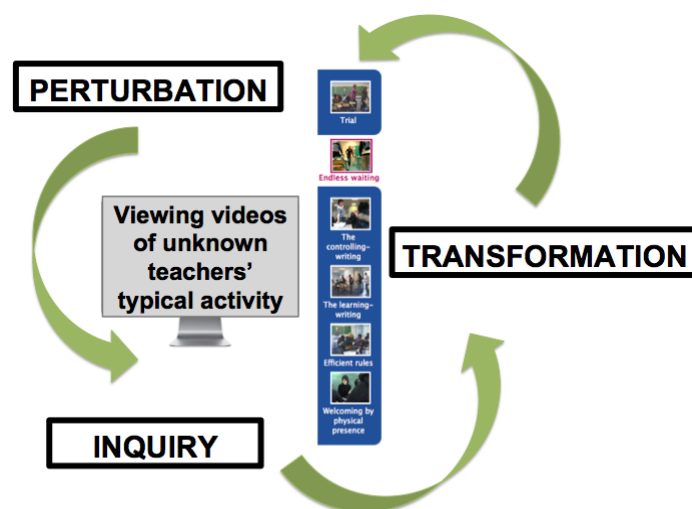 PERTURBATION
Viewing videos
of unknown
teachers'
typical activity
INQUIRY
Trial
Endless waiting
The
controlling-
writing
The learning-
writing
Efficient rules
Welcoming by
physical
presence
TRANSFORMATION